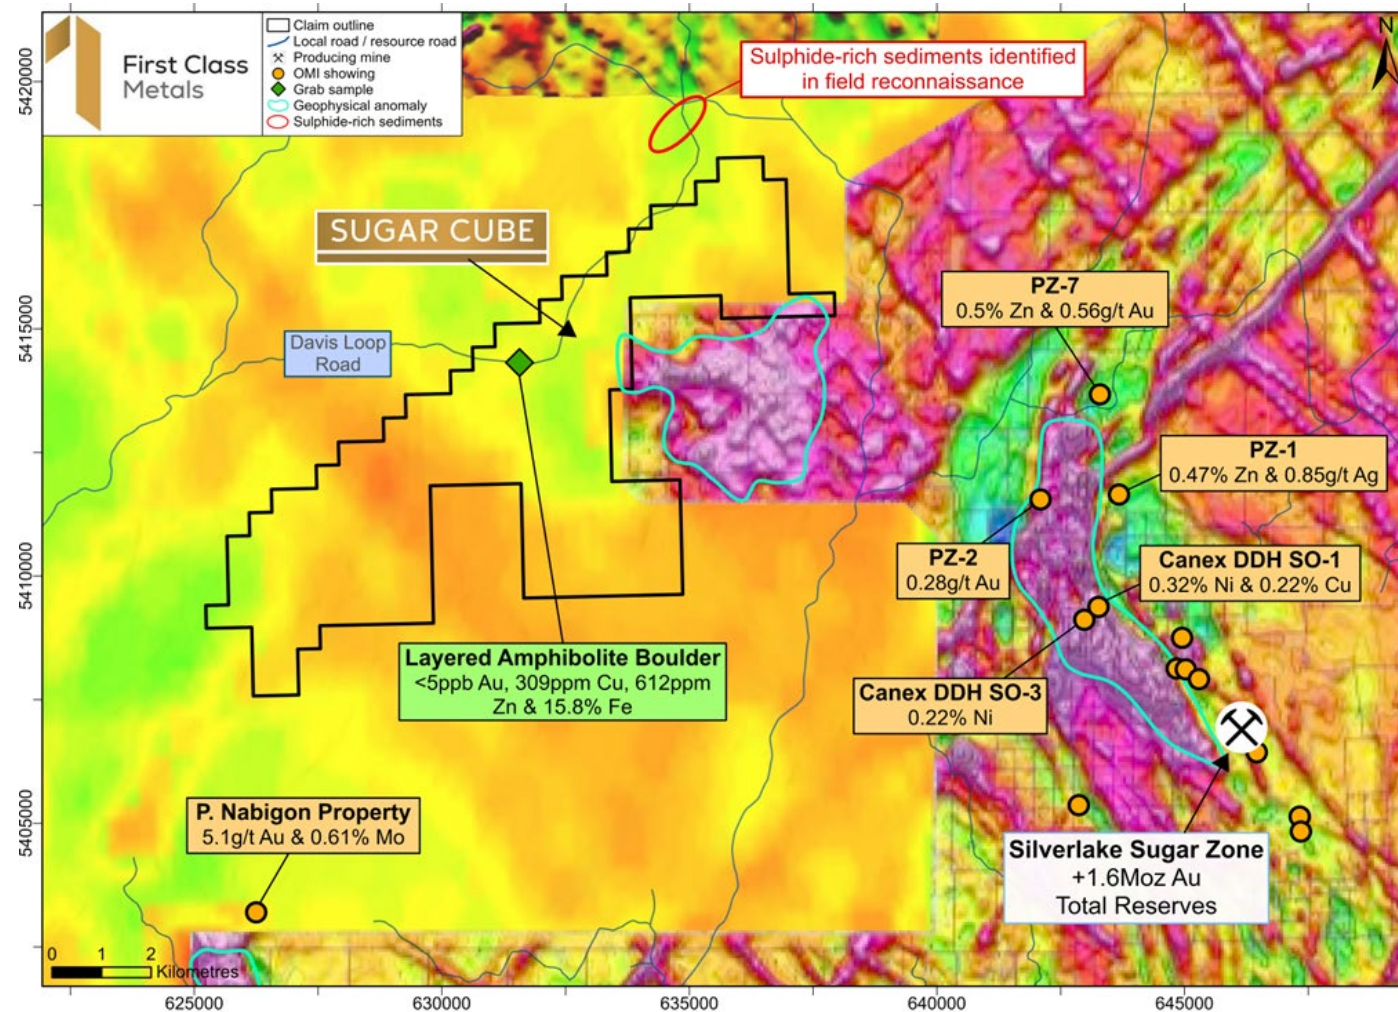 First Class
Metals
Claim outline
Local road / resource road
Producing mine
OMI showing
Grab sample
Geophysical anomaly
Sulphide-rich sediments
Sulphide-rich sediments identified
in field reconnaissance
N
SUGAR CUBE
Davis Loop
Road
PZ-7
0.5% Zn & 0.56g/t Au
PZ-1
0.47% Zn & 0.85g/t Ag
PZ-2
0.28g/t Au
Canex DDH SO-1
0.32% Ni & 0.22% Cu
Layered Amphibolite Boulder
<5ppb Au, 309ppm Cu, 612ppm
Zn & 15.8% Fe
Canex DDH SO-3
0.22% Ni
P. Nabigon Property
5.1g/t Au & 0.61% Mo
Silverlake Sugar Zone
+1.6Moz Au
Total Reserves
0 1 2
Kilometres
5420000
5415000
5410000
5405000
625000 630000 635000 640000 645000